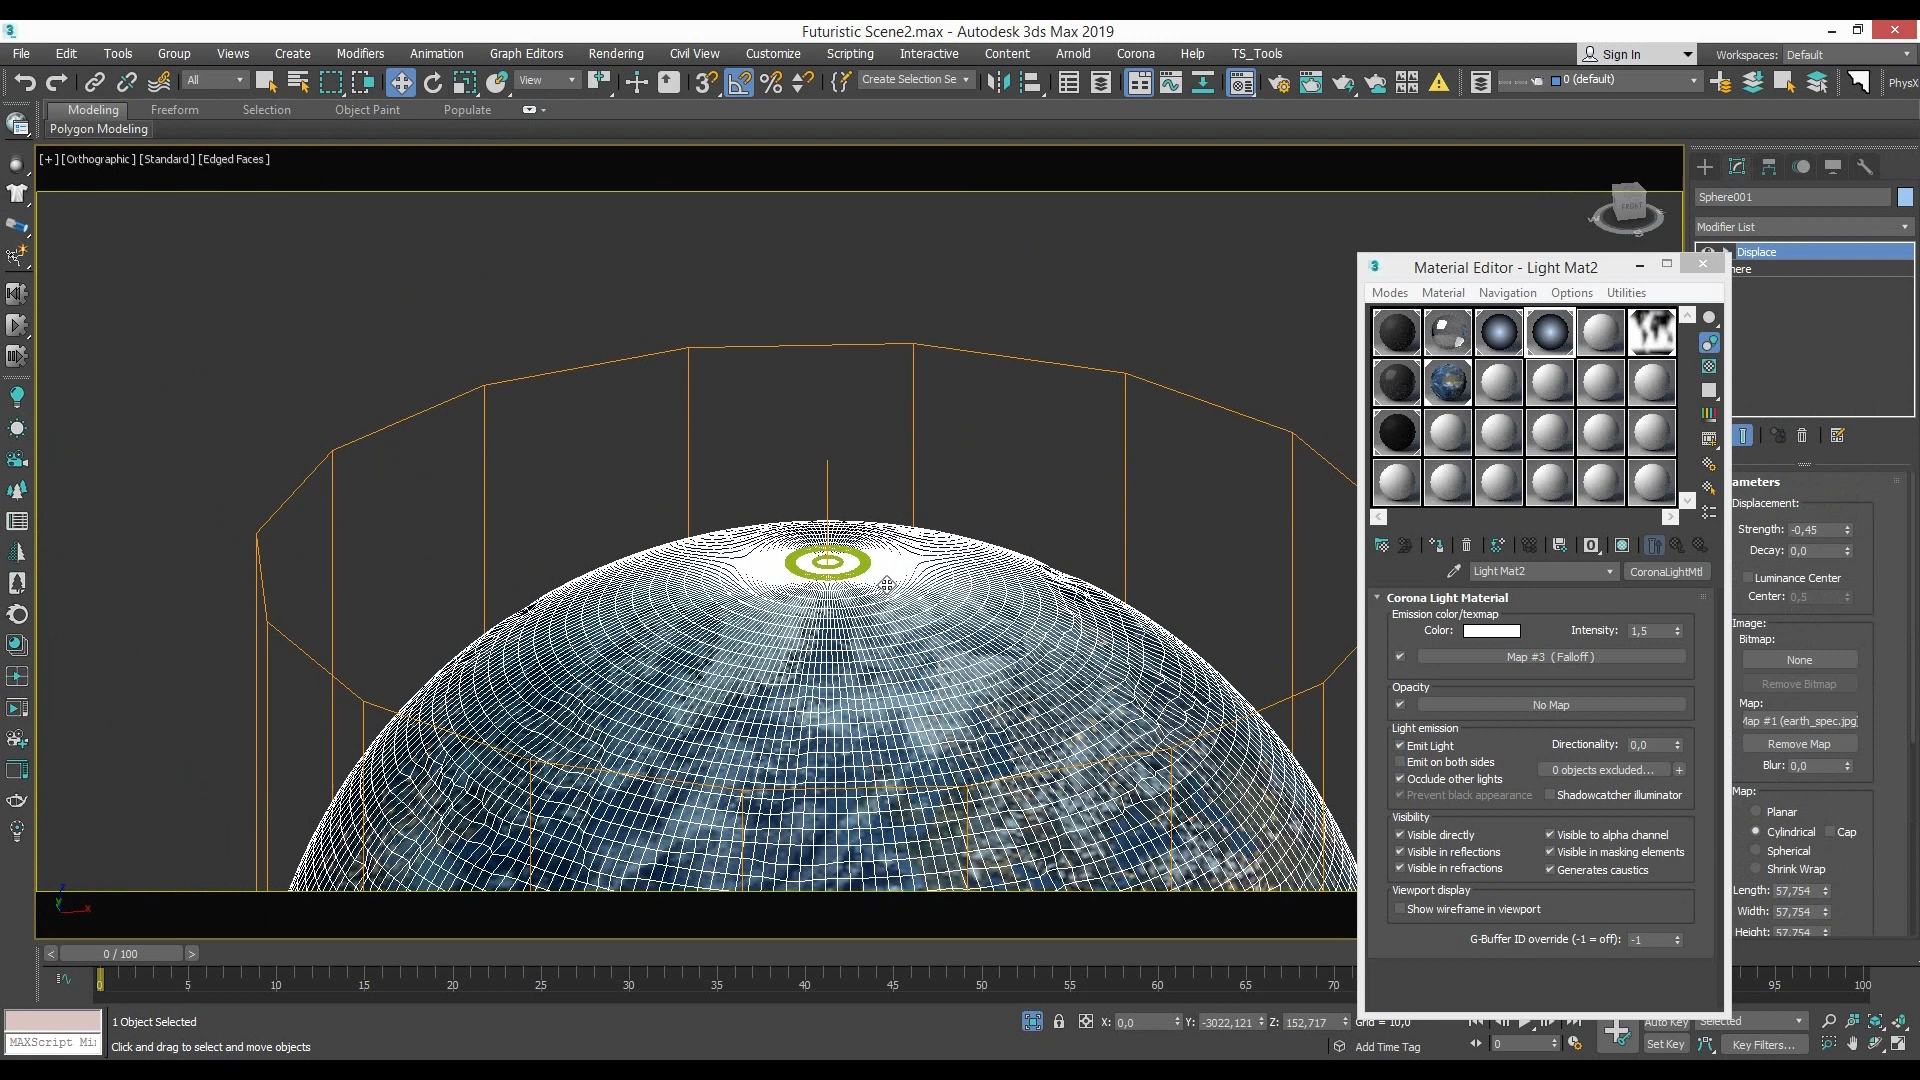 Futuristic Scene2.max - Autodesk 3ds Max 2019
File Edit Tools Group Views Create Modifiers Animation Graph Editors Rendering Civil View Customize Scripting Interactive Content Arnold Corona Help TS_Tools
Sign In Workspaces: Default
All View Create Selection Se 0 (default) PhysX
Modeling Freeform Selection Object Paint Populate
Polygon Modeling
[+] [Orthographic] [Standard] [Edged Faces]
FRONT
Sphere001
Modifier List
Displace
here
Material Editor - Light Mat2
Modes Material Navigation Options Utilities
Light Mat2 CoronaLightMtl
Corona Light Material
Emission color/texmap
Color: Intensity: 1,5
Map #3 (Falloff)
Opacity
No Map
Light emission
Emit Light Directionality: 0,0
Emit on both sides
0 objects excluded... +
Occlude other lights
Prevent black appearance Shadowcatcher illuminator
Visibility
Visible directly Visible to alpha channel
Visible in reflections Visible in masking elements
Visible in refractions Generates caustics
Viewport display
Show wireframe in viewport
G-Buffer ID override (-1 = off): -1
ameters
Displacement:
Strength: -0,45
Decay: 0,0
Luminance Center
Center: 0,5
Image:
Bitmap:
None
Remove Bitmap
Map:
Map #1 (earth_spec.jpg)
Remove Map
Blur: 0,0
Map:
Planar
Cylindrical Cap
Spherical
Shrink Wrap
Length: 57,754
Width: 57,754
Height: 57,754
z y x
< 0 / 100 >
0 5 10 15 20 25 30 35 40 45 50 55 60 65 70 95 100
1 Object Selected
X: 0,0 Y: -3022,121 Z: 152,717 Grid = 10,0
Auto Key Selected
MAXScript Mi
Click and drag to select and move objects
Add Time Tag
0
Set Key Key Filters...